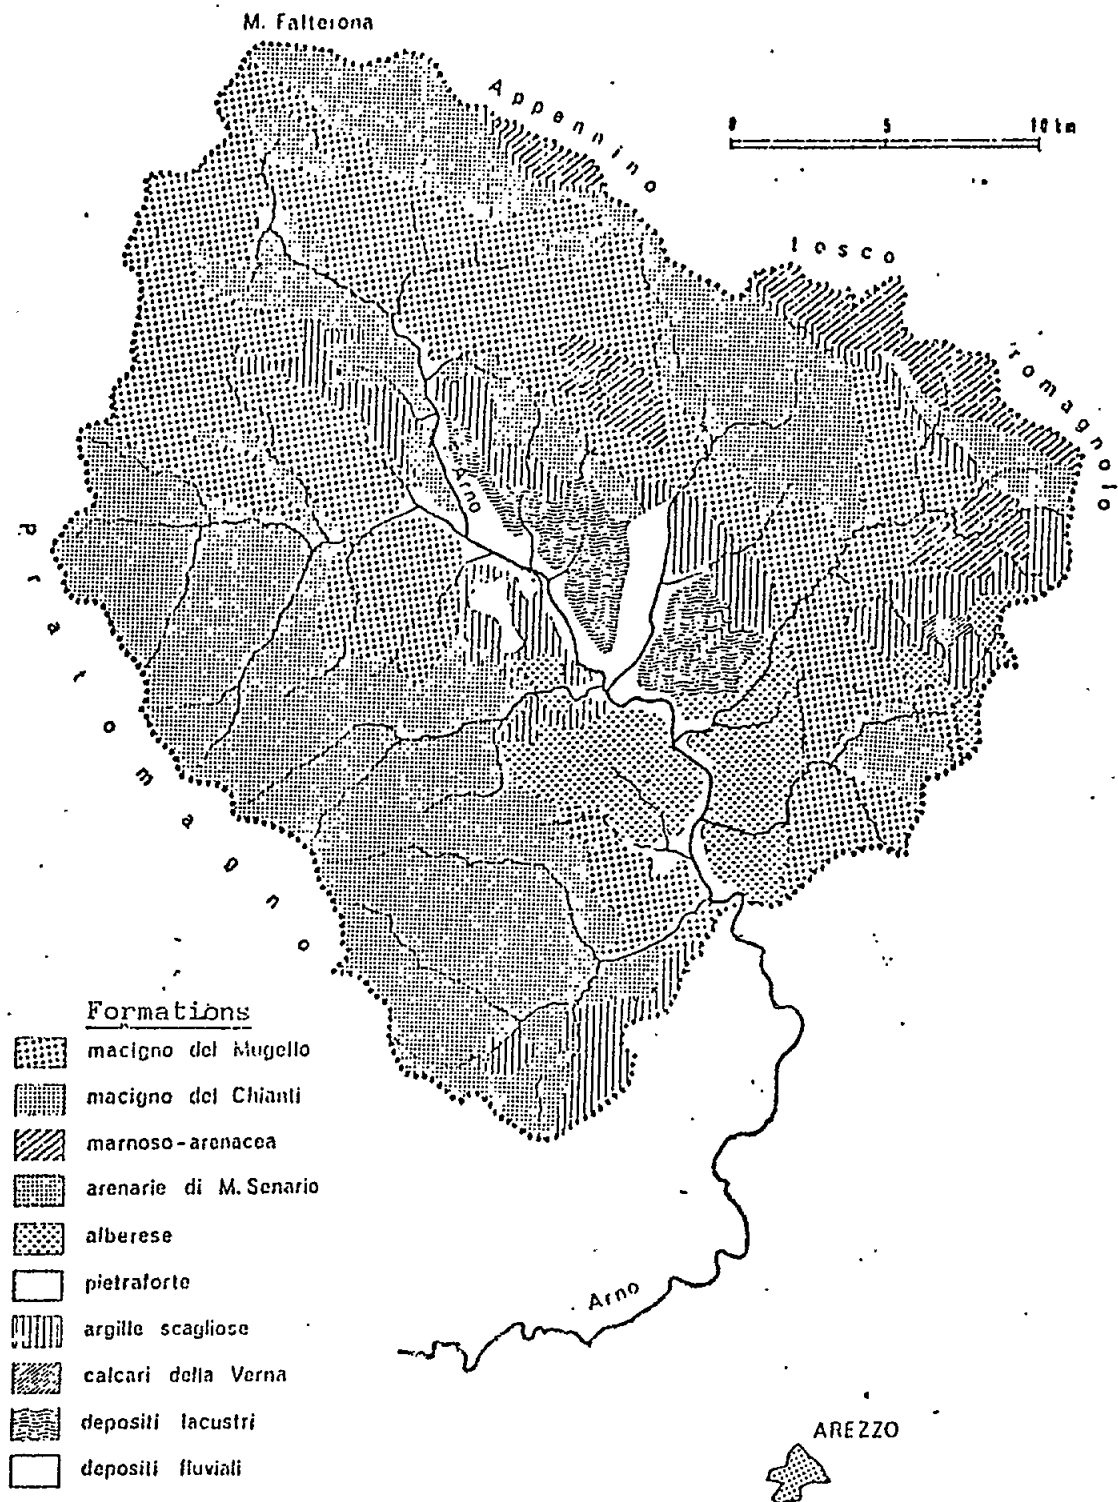 M. Falterona
Appennino
0 5 10 km
tosco
romagnolo
Arno
Pratomagno
Formations
macigno del Mugello
macigno del Chianti
marnoso-arenacea
arenarie di M. Senario
alberese
pietraforte
argille scagliose
calcari della Verna
depositi lacustri
depositi fluviali
Arno
AREZZO